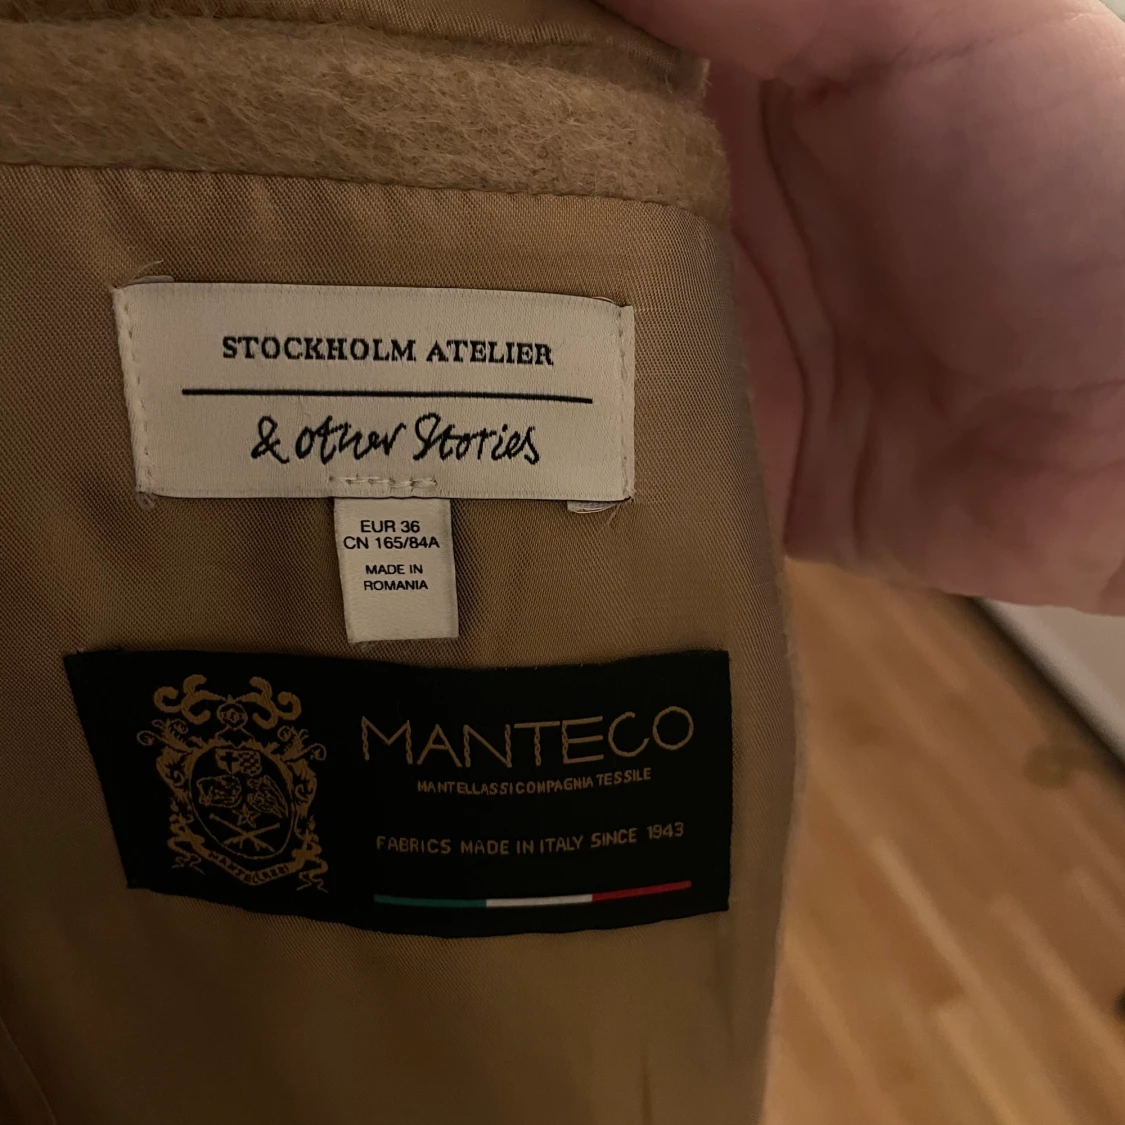 STOCKHOLM ATELIER
& other Stories
EUR 36
CN 165/84A
MADE IN
ROMANIA
MANTECO
MANTELLASSI COMPAGNIA TESSILE
FABRICS MADE IN ITALY SINCE 1943
MANTELLASSI